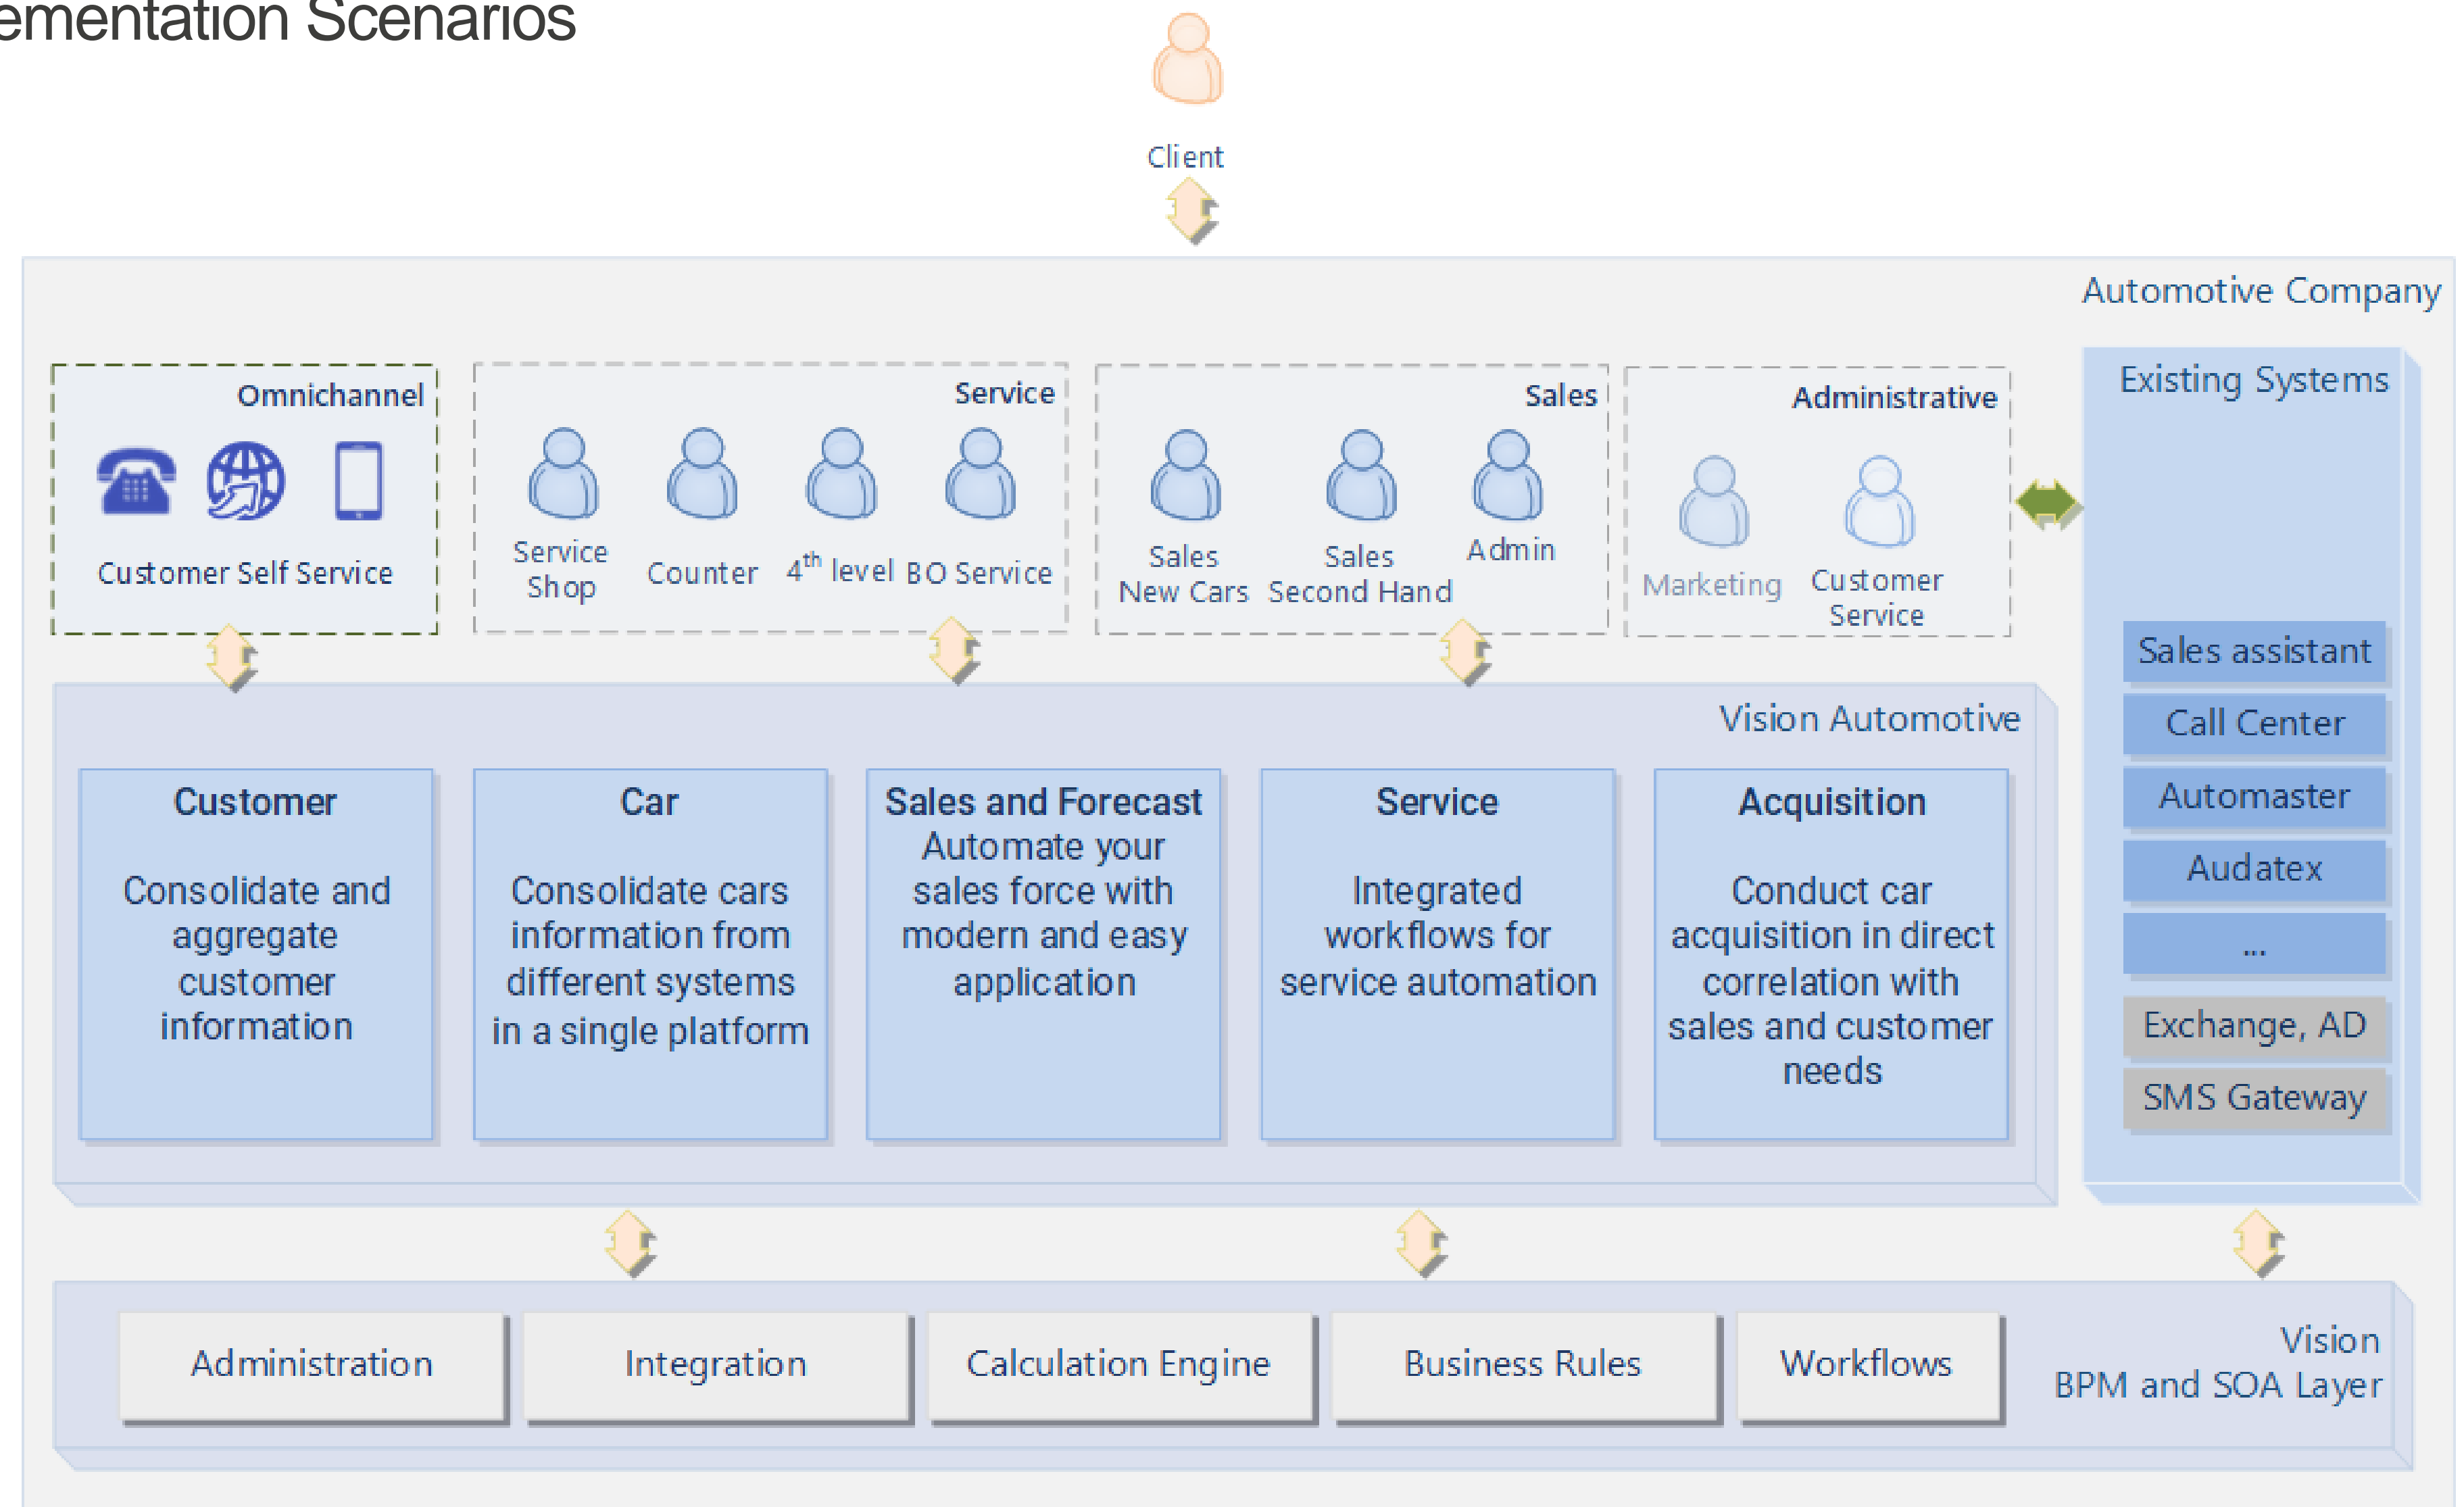 ementation Scenarios
Client
Automotive Company
Omnichannel
Customer Self Service
Service
Service
Shop
Counter
4th level
BO Service
Sales
Sales
New Cars
Sales
Second Hand
Admin
Administrative
Marketing
Customer
Service
Existing Systems
Sales assistant
Call Center
Automaster
Audatex
...
Exchange, AD
SMS Gateway
Vision Automotive
Customer
Consolidate and
aggregate
customer
information
Car
Consolidate cars
information from
different systems
in a single platform
Sales and Forecast
Automate your
sales force with
modern and easy
application
Service
Integrated
workflows for
service automation
Acquisition
Conduct car
acquisition in direct
correlation with
sales and customer
needs
Administration
Integration
Calculation Engine
Business Rules
Workflows
Vision
BPM and SOA Layer